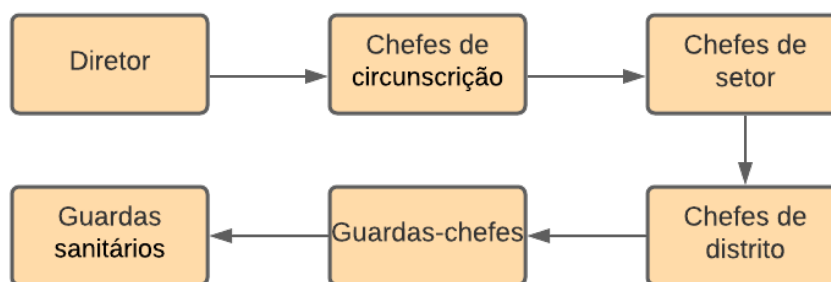 Diretor
Chefes de
circunscrição
Chefes de
setor
Guardas
sanitários
Guardas-chefes
Chefes de
distrito